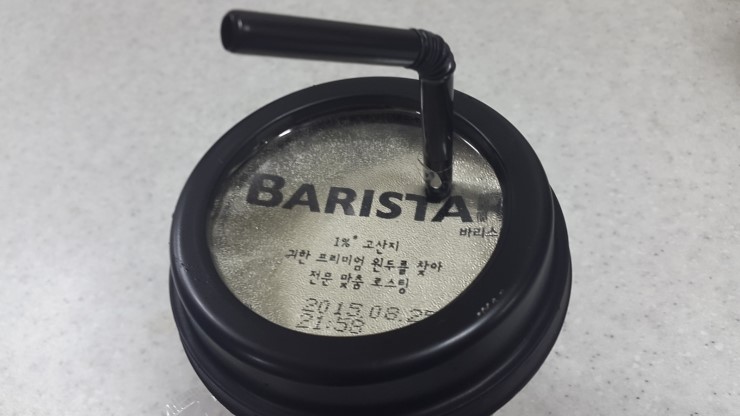 BARISTA
바리스
1%* 고산지
귀한 프리미엄 원두를 찾아
전문 맞춤 로스팅
2015.08.25
21:58